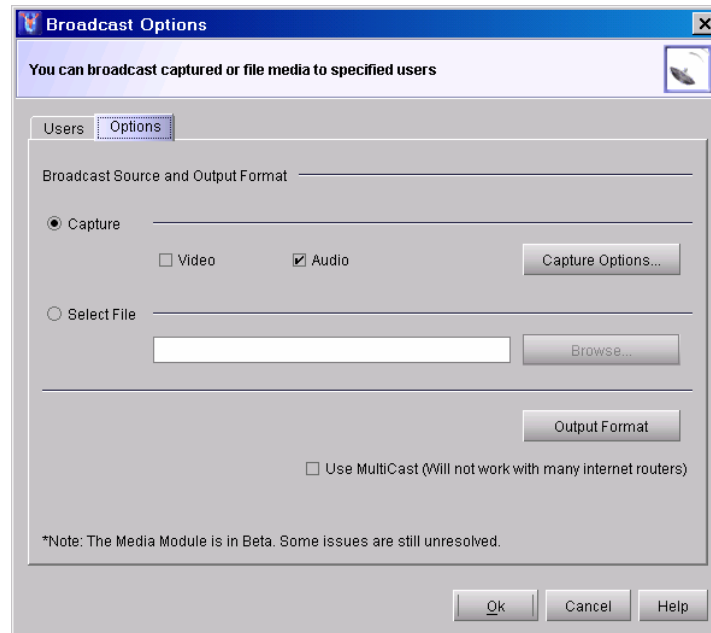 Broadcast Options
You can broadcast captured or file media to specified users
Users Options
Broadcast Source and Output Format
Capture
Video Audio Capture Options...
Select File
Browse...
Output Format
Use MultiCast (Will not work with many internet routers)
*Note: The Media Module is in Beta. Some issues are still unresolved.
Ok Cancel Help